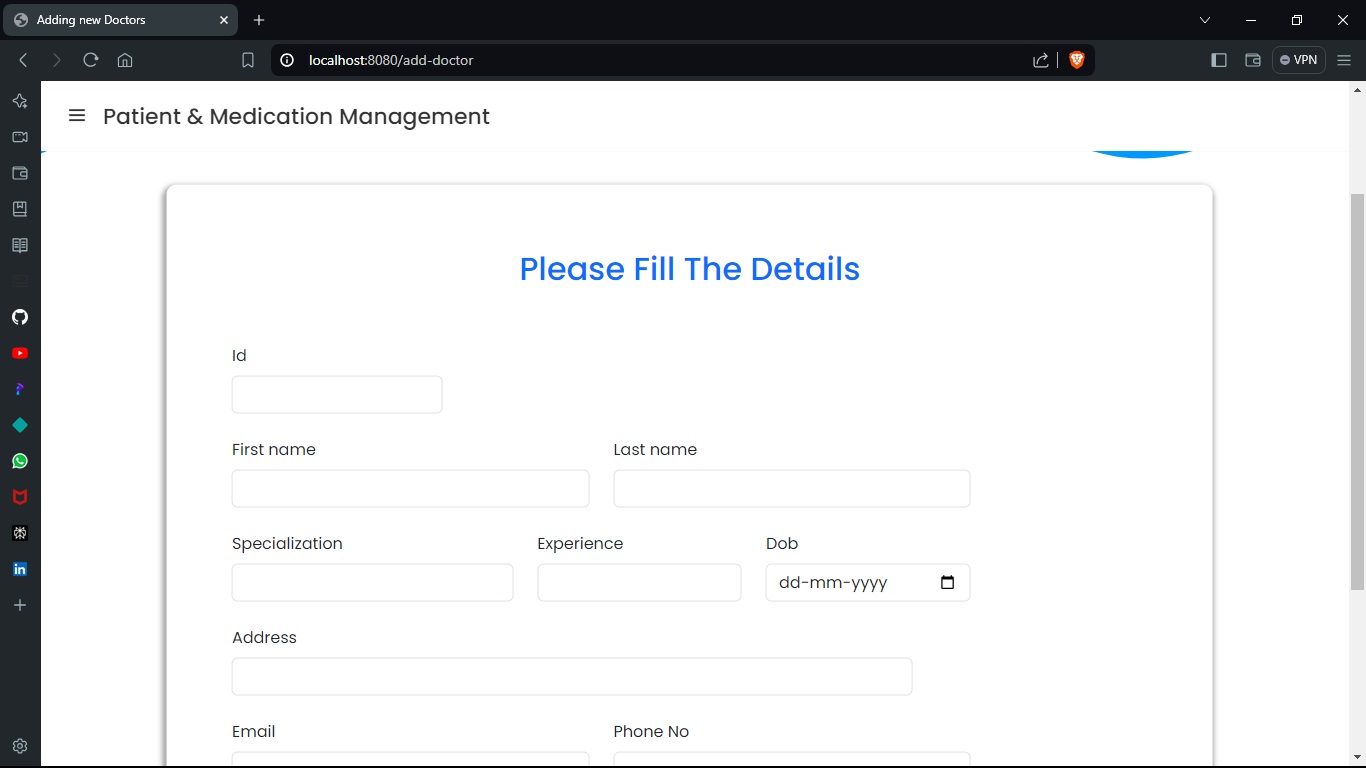 Adding new Doctors
localhost:8080/add-doctor
VPN
Patient & Medication Management
Please Fill The Details
Id
First name Last name
Specialization Experience Dob
dd-mm-yyyy
Address
Email Phone No